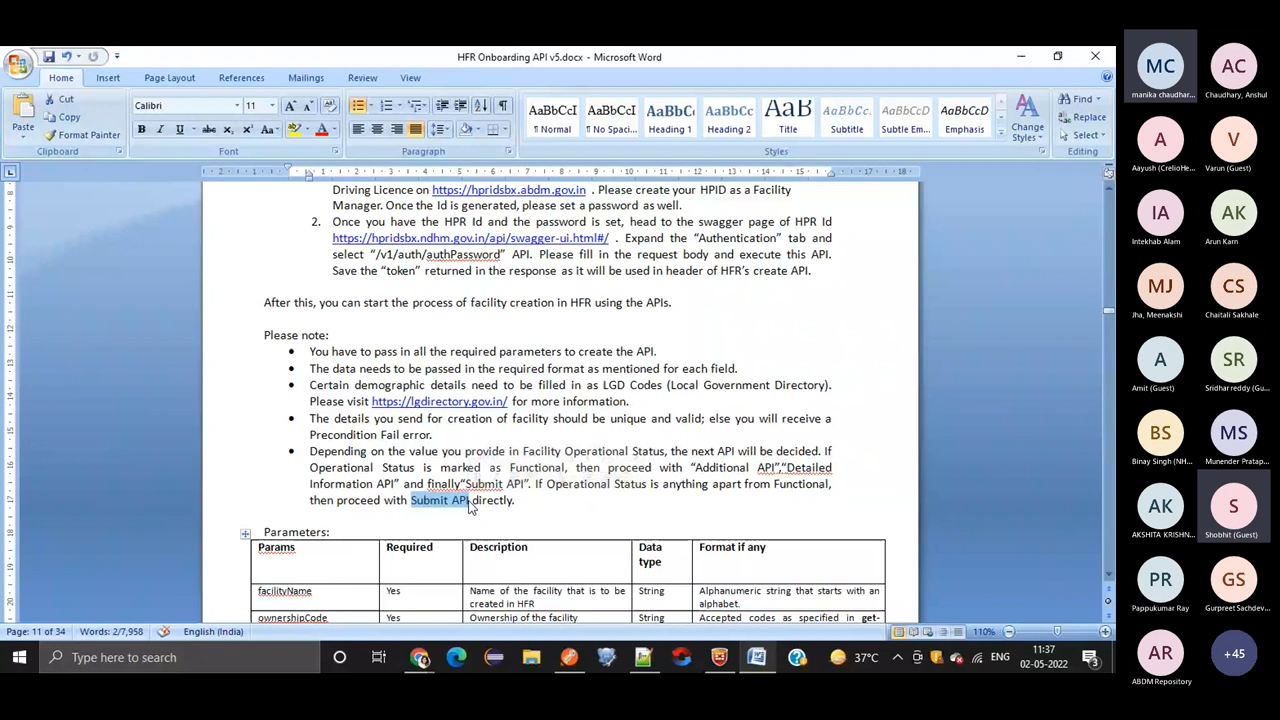 HFR Onboarding API v5.docx - Microsoft Word
Home Insert Page Layout References Mailings Review View
Cut
Copy
Format Painter
Paste
Clipboard
Calibri 11
Font
Paragraph
AaBbCcI AaBbCcI AaBbCc AaBbCc AaB AaBbCc. AaBbCcD AaBbCcD
¶ Normal ¶ No Spaci... Heading 1 Heading 2 Title Subtitle Subtle Em... Emphasis
Change Styles
Styles
Find
Replace
Select
Editing
Driving Licence on https://hpridsbx.abdm.gov.in . Please create your HPID as a Facility
Manager. Once the Id is generated, please set a password as well.
2. Once you have the HPR Id and the password is set, head to the swagger page of HPR Id
https://hpridsbx.ndhm.gov.in/api/swagger-ui.html#/ . Expand the “Authentication” tab and
select “/v1/auth/authPassword” API. Please fill in the request body and execute this API.
Save the “token” returned in the response as it will be used in header of HFR’s create API.
After this, you can start the process of facility creation in HFR using the APIs.
Please note:
• You have to pass in all the required parameters to create the API.
• The data needs to be passed in the required format as mentioned for each field.
• Certain demographic details need to be filled in as LGD Codes (Local Government Directory).
Please visit https://lgdirectory.gov.in/ for more information.
• The details you send for creation of facility should be unique and valid; else you will receive a
Precondition Fail error.
• Depending on the value you provide in Facility Operational Status, the next API will be decided. If
Operational Status is marked as Functional, then proceed with “Additional API”,“Detailed
Information API” and finally“Submit API”. If Operational Status is anything apart from Functional,
then proceed with Submit API directly.
Parameters:
Params Required Description Data type Format if any
facilityName Yes Name of the facility that is to be created in HFR String Alphanumeric string that starts with an alphabet.
ownershipCode Yes Ownership of the facility Accepted codes as specified in get-
Page: 11 of 34 Words: 2/7,958 English (India) 110%
Type here to search
37°C ENG 11:37
02-05-2022
3
MC AC
manika chaudhar... Chaudhary, Anshul
A V
Aayush (CrelioHe... Varun (Guest)
IA AK
Intekhab Alam Arun Karn
MJ CS
Jha, Meenakshi Chaitali Sakhale
A SR
Amit (Guest) Sridhar reddy (Gu...
BS MS
Binay Singh (Gue... Munender Pratap...
AK S
AKSHITA KRISHN... Shobhit (Guest)
PR GS
Pappukumar Ray Gurpreet Sachdev...
AR +45
ABDM Repository